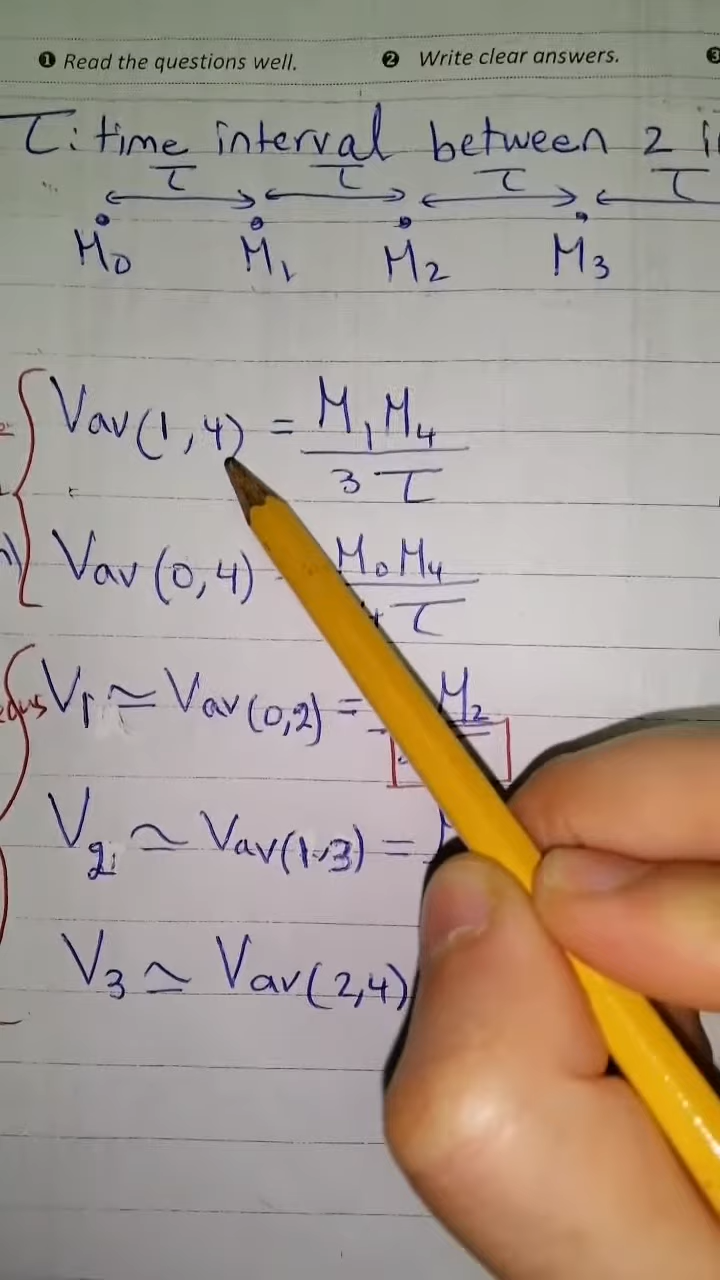 ❶ Read the questions well. ❷ Write clear answers. ❸
τ: time interval between 2
τ τ τ τ
M₀ M₁ M₂ M₃
Vav(1,4) = M₁M₄ / 3τ
Vav(0,4) M₀M₄ / τ
V₁ ≃ Vav(0,2) = M₂
V₂ ≃ Vav(1,3) =
V₃ ≃ Vav(2,4)